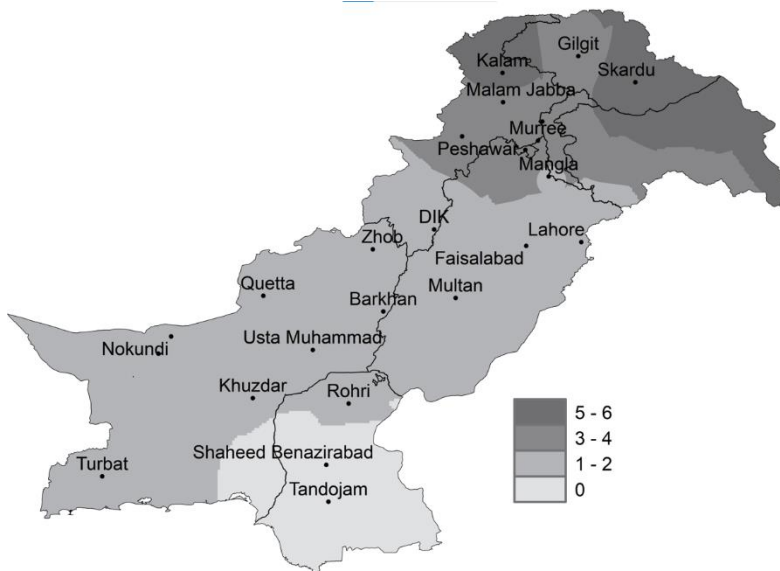 Gilgit
Kalam
Skardu
Malam Jabba
Murree
Peshawar
Mangla
DIK
Lahore
Zhob
Faisalabad
Quetta
Multan
Barkhan
Usta Muhammad
Nokundi
Khuzdar
Rohri
Shaheed Benazirabad
Turbat
Tandojam
5 - 6
3 - 4
1 - 2
0